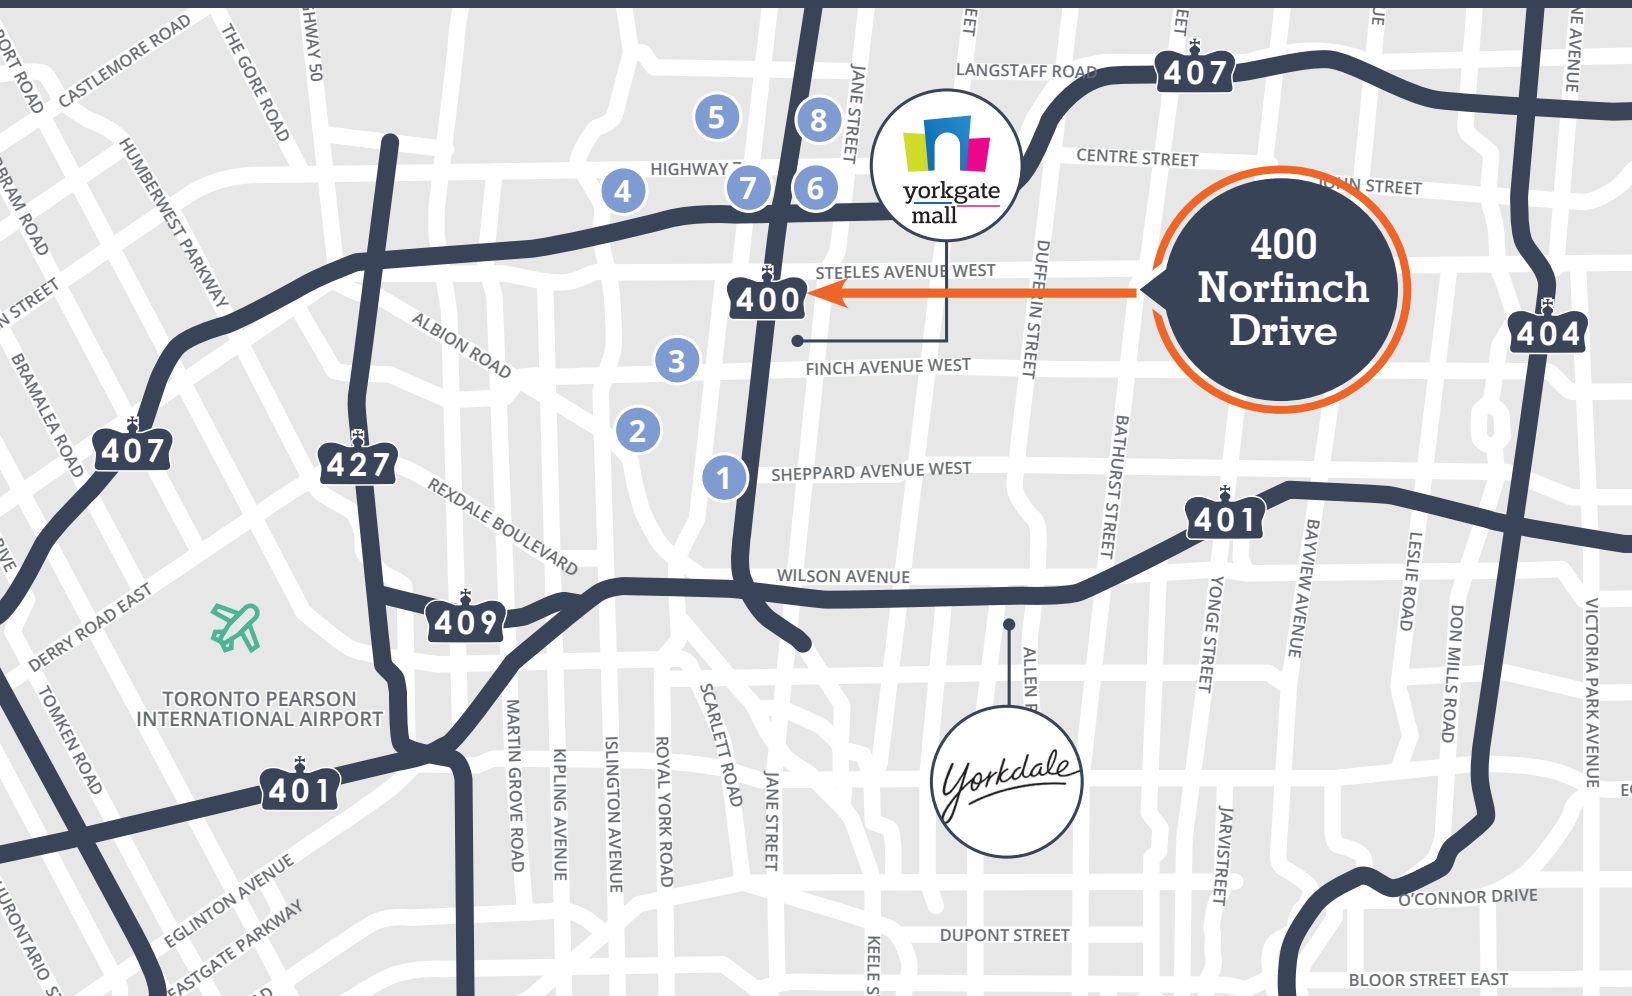 CASTLEMORE ROAD
THE GORE ROAD
HUMBERWEST PARKWAY
JANE STREET
LANGSTAFF ROAD
407
5
8
HIGHWAY
4
7
6
yorkgate
mall
CENTRE STREET
JOHN STREET
400
Norfinch
Drive
STEELES AVENUE WEST
400
DUFFERIN STREET
404
ALBION ROAD
3
FINCH AVENUE WEST
BRAMALEA ROAD
407
427
2
BATHURST STREET
1
SHEPPARD AVENUE WEST
REXDALE BOULEVARD
401
BAYVIEW AVENUE
LESLIE ROAD
WILSON AVENUE
DERRY ROAD EAST
409
YONGE STREET
DON MILLS ROAD
VICTORIA PARK AVENUE
ALLEN
TORONTO PEARSON
INTERNATIONAL AIRPORT
TOMKEN ROAD
SCARLETT ROAD
MARTIN GROVE ROAD
KIPLING AVENUE
ISLINGTON AVENUE
ROYAL YORK ROAD
JANE STREET
401
Yorkdale
JARVISTREET
EGLINTON AVENUE
EASTGATE PARKWAY
O'CONNOR DRIVE
DUPONT STREET
KEELE S
BLOOR STREET EAST